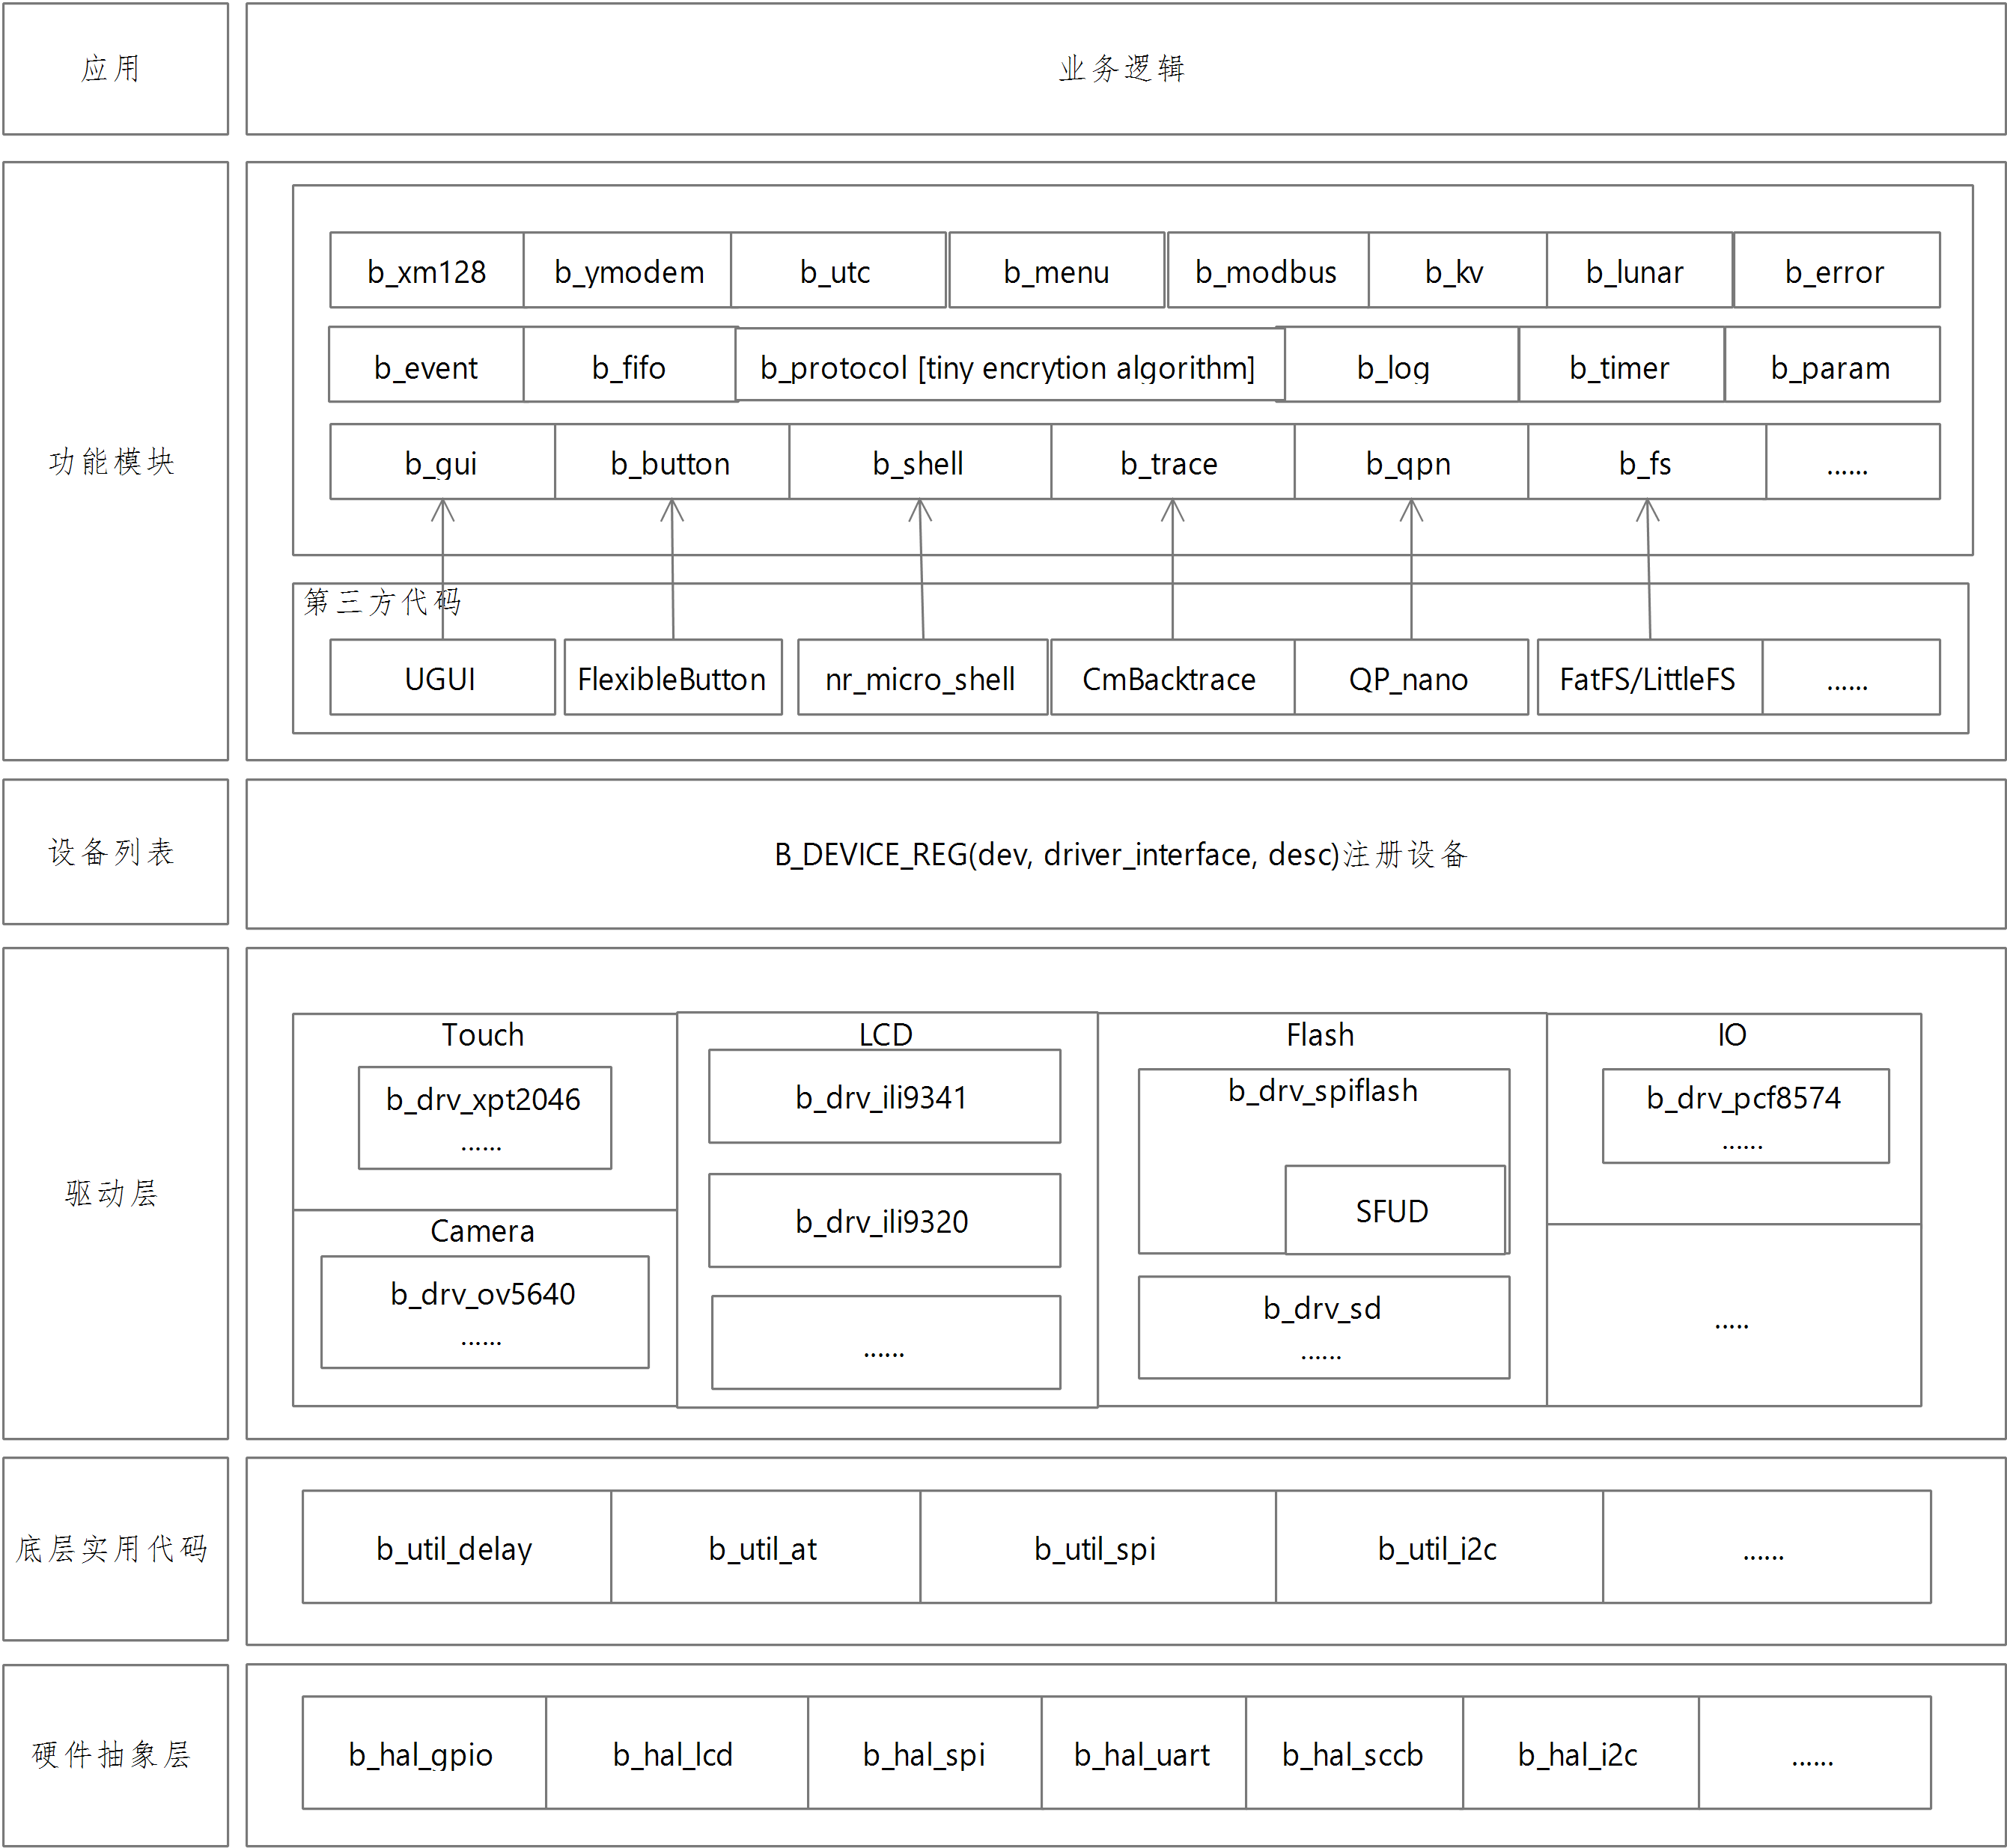 应用
业务逻辑
功能模块
b_xm128 b_ymodem b_utc b_menu b_modbus b_kv b_lunar b_error
b_event b_fifo b_protocol [tiny encrytion algorithm] b_log b_timer b_param
b_gui b_button b_shell b_trace b_qpn b_fs ......
第三方代码
UGUI FlexibleButton nr_micro_shell CmBacktrace QP_nano FatFS/LittleFS ......
设备列表
B_DEVICE_REG(dev, driver_interface, desc)注册设备
驱动层
Touch
b_drv_xpt2046
......
Camera
b_drv_ov5640
......
LCD
b_drv_ili9341
b_drv_ili9320
......
Flash
b_drv_spiflash
SFUD
b_drv_sd
......
IO
b_drv_pcf8574
......
.....
底层实用代码
b_util_delay b_util_at b_util_spi b_util_i2c ......
硬件抽象层
b_hal_gpio b_hal_lcd b_hal_spi b_hal_uart b_hal_sccb b_hal_i2c ......